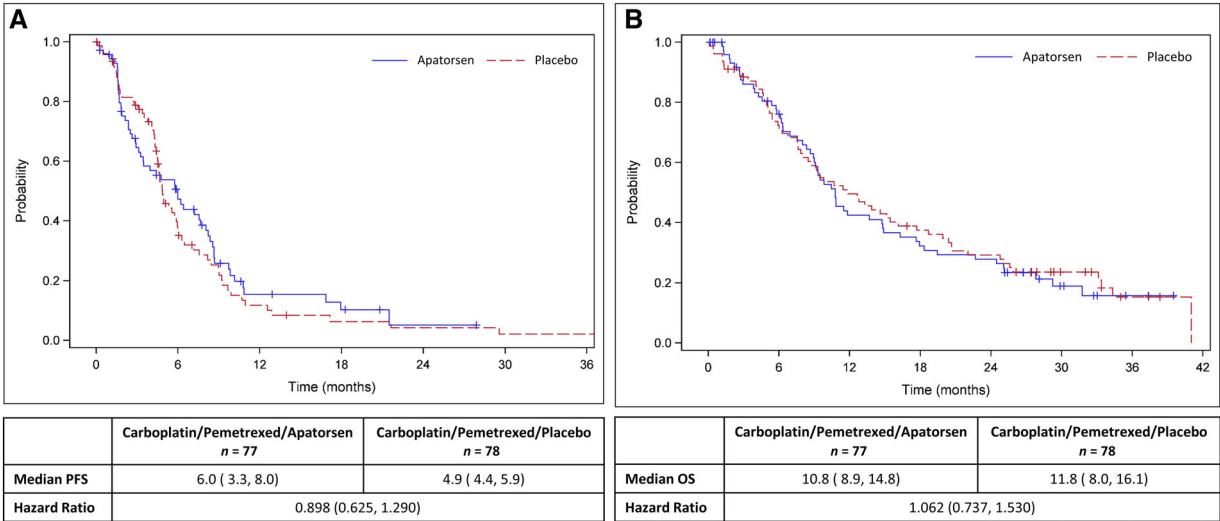 A
Apatorsen
Placebo
1.0
0.8
0.6
0.4
0.2
0.0
Probability
0
6
12
18
24
30
36
Time (months)
Carboplatin/Pemetrexed/Apatorsen
n = 77
Carboplatin/Pemetrexed/Placebo
n = 78
Median PFS
6.0 ( 3.3, 8.0)
4.9 ( 4.4, 5.9)
Hazard Ratio
0.898 (0.625, 1.290)
B
Apatorsen
Placebo
1.0
0.8
0.6
0.4
0.2
0.0
Probability
0
6
12
18
24
30
36
42
Time (months)
Carboplatin/Pemetrexed/Apatorsen
n = 77
Carboplatin/Pemetrexed/Placebo
n = 78
Median OS
10.8 ( 8.9, 14.8)
11.8 ( 8.0, 16.1)
Hazard Ratio
1.062 (0.737, 1.530)